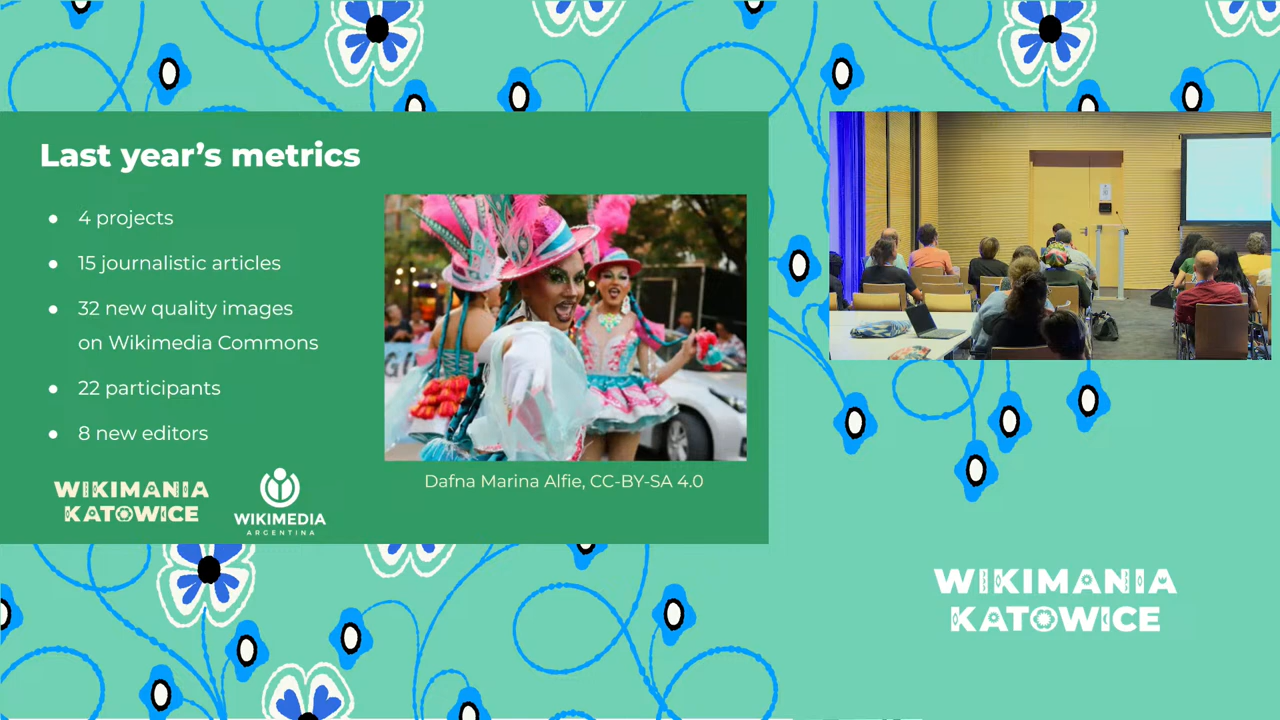 Last year's metrics
● 4 projects
● 15 journalistic articles
● 32 new quality images
on Wikimedia Commons
● 22 participants
● 8 new editors
Dafna Marina Alfie, CC-BY-SA 4.0
WIKIMANIA
KATOWICE
WIKIMEDIA
ARGENTINA
WIKIMANIA
KATOWICE